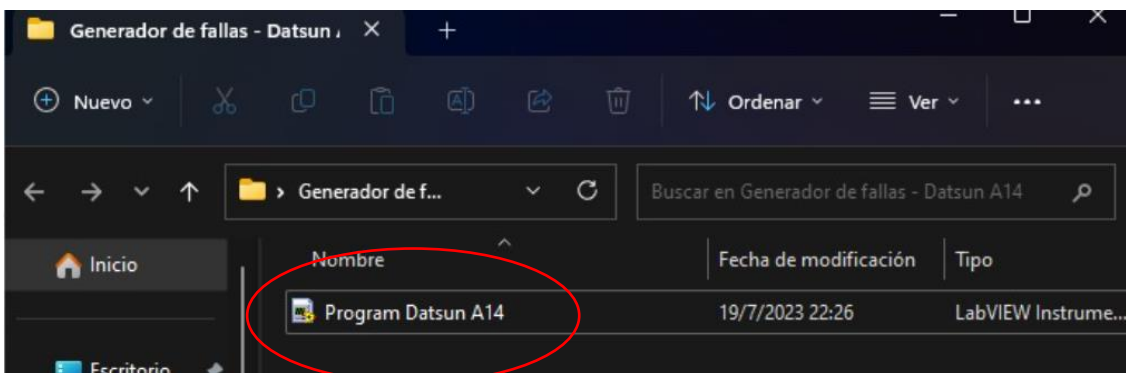 Generador de fallas - Datsun
Nuevo
Ordenar
Ver
Generador de f...
Buscar en Generador de fallas - Datsun A14
Inicio
Nombre
Fecha de modificación
Tipo
Program Datsun A14
19/7/2023 22:26
LabVIEW Instrume...
Escritorio